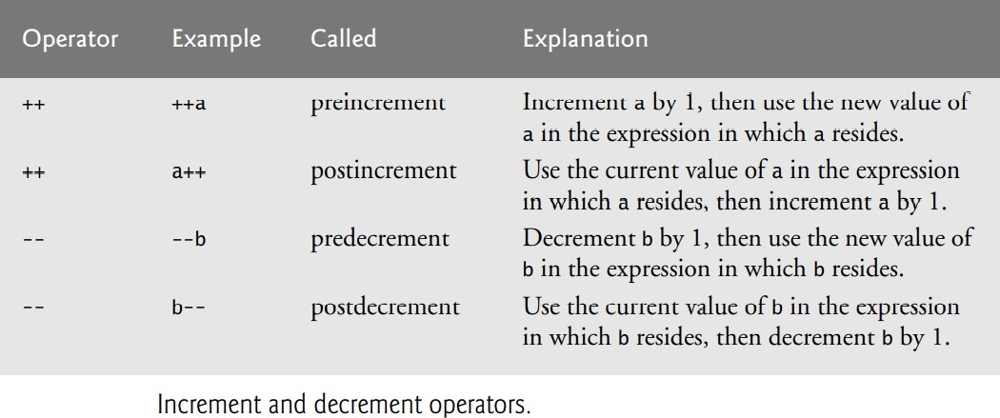 Operator Example Called Explanation
++ ++a preincrement Increment a by 1, then use the new value of
a in the expression in which a resides.
++ a++ postincrement Use the current value of a in the expression
in which a resides, then increment a by 1.
-- --b predecrement Decrement b by 1, then use the new value of
b in the expression in which b resides.
-- b-- postdecrement Use the current value of b in the expression
in which b resides, then decrement b by 1.
Increment and decrement operators.